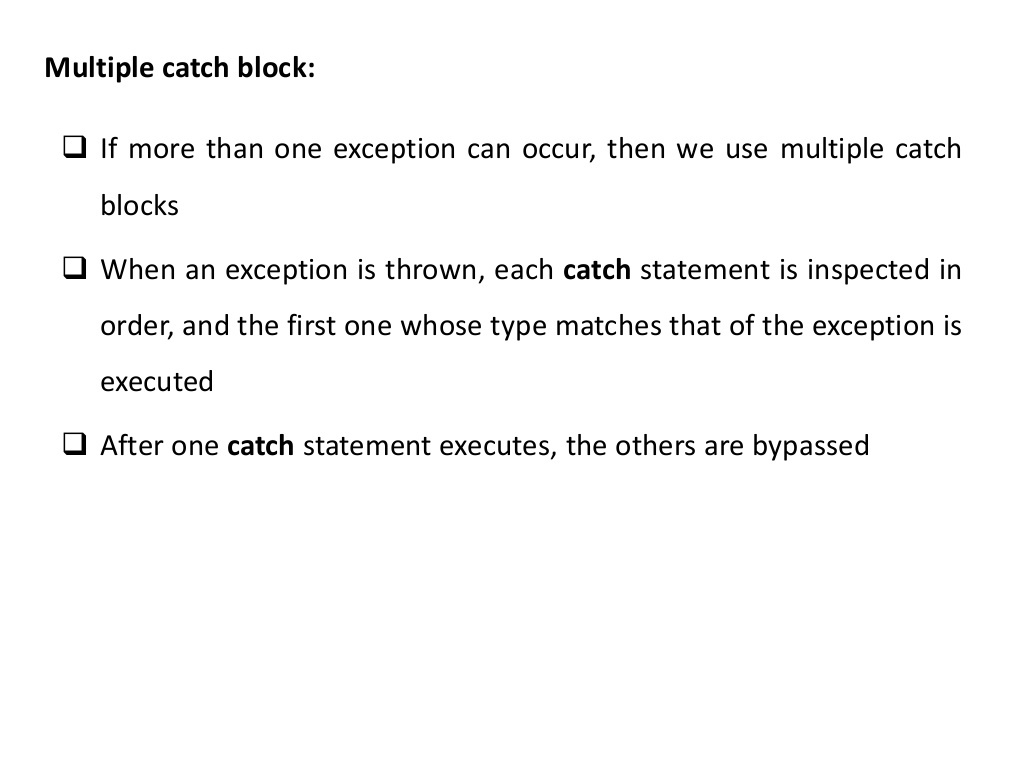 Multiple catch block:
❑ If more than one exception can occur, then we use multiple catch
blocks
❑ When an exception is thrown, each catch statement is inspected in
order, and the first one whose type matches that of the exception is
executed
❑ After one catch statement executes, the others are bypassed